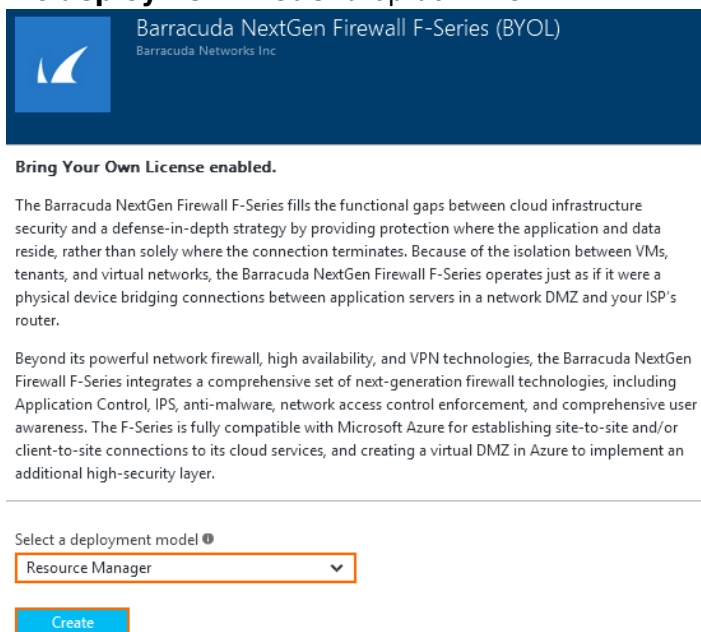 Barracuda NextGen Firewall F-Series (BYOL)
Barracuda Networks Inc
Bring Your Own License enabled.
The Barracuda NextGen Firewall F-Series fills the functional gaps between cloud infrastructure
security and a defense-in-depth strategy by providing protection where the application and data
reside, rather than solely where the connection terminates. Because of the isolation between VMs,
tenants, and virtual networks, the Barracuda NextGen Firewall F-Series operates just as if it were a
physical device bridging connections between application servers in a network DMZ and your ISP's
router.
Beyond its powerful network firewall, high availability, and VPN technologies, the Barracuda NextGen
Firewall F-Series integrates a comprehensive set of next-generation firewall technologies, including
Application Control, IPS, anti-malware, network access control enforcement, and comprehensive user
awareness. The F-Series is fully compatible with Microsoft Azure for establishing site-to-site and/or
client-to-site connections to its cloud services, and creating a virtual DMZ in Azure to implement an
additional high-security layer.
Select a deployment model
Resource Manager
Create